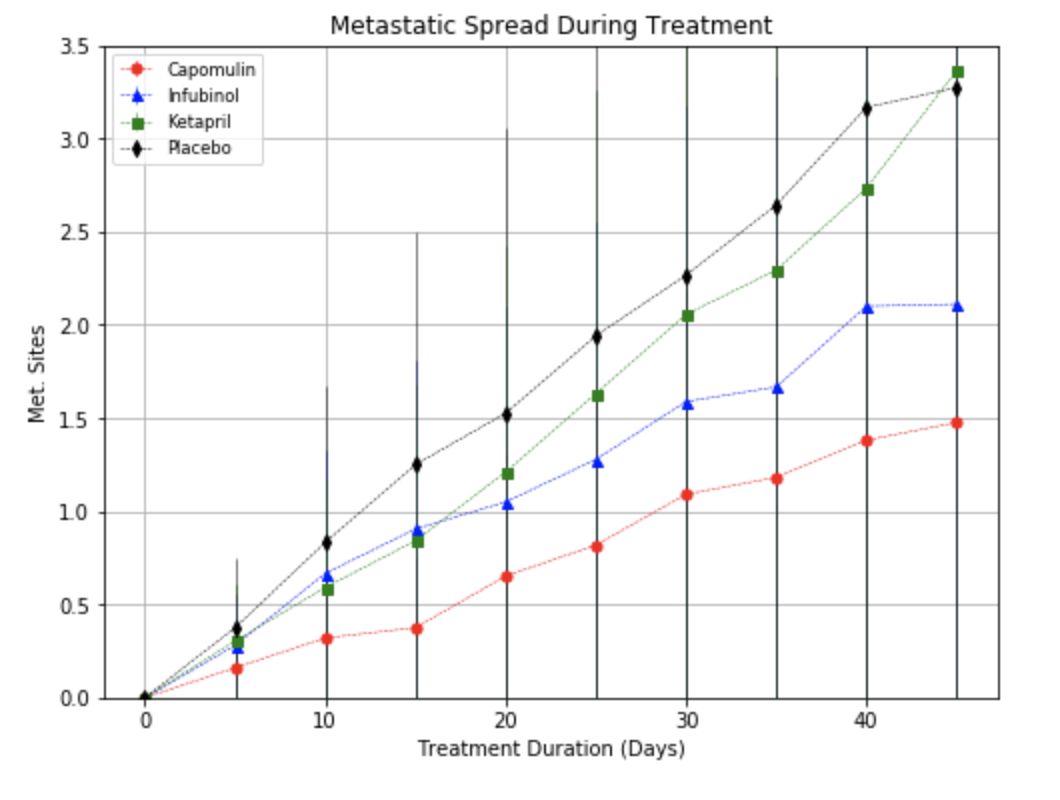 Metastatic Spread During Treatment
Capomulin
Infubinol
Ketapril
Placebo
Met. Sites
3.5
3.0
2.5
2.0
1.5
1.0
0.5
0.0
0 10 20 30 40
Treatment Duration (Days)